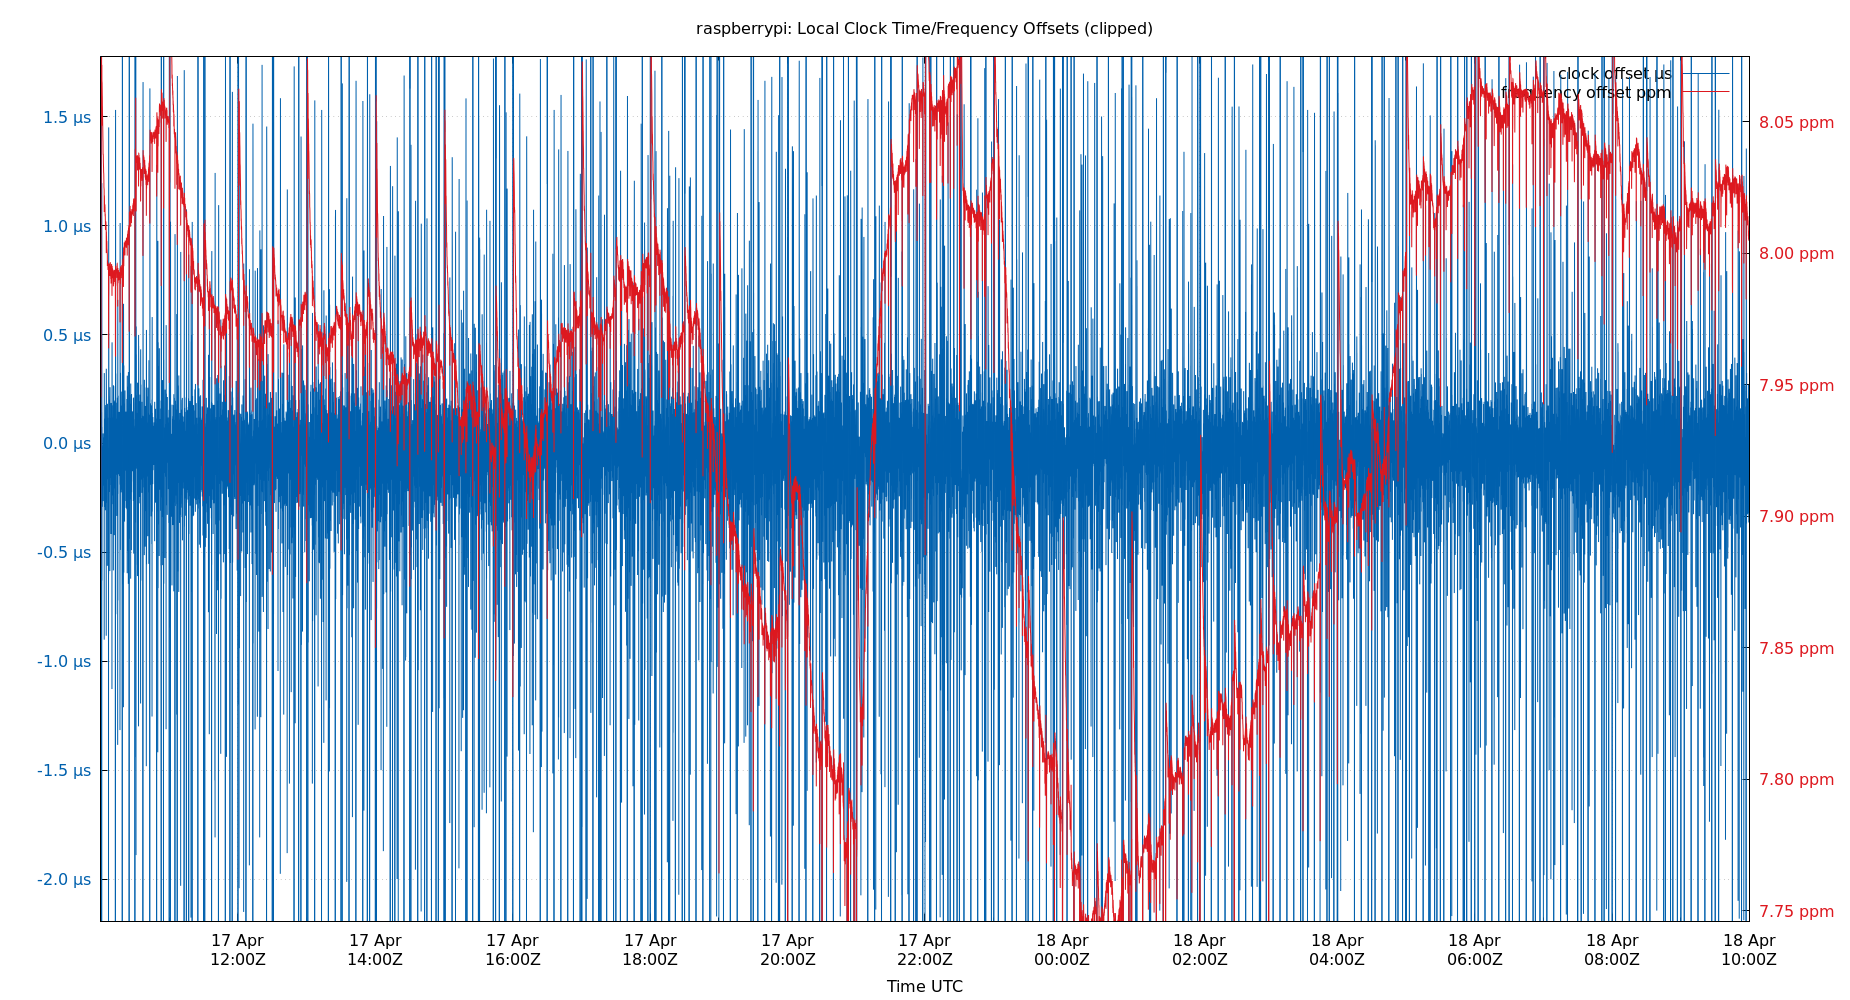 raspberrypi: Local Clock Time/Frequency Offsets (clipped)
clock offset µs
frequency offset ppm
1.5 µs
1.0 µs
0.5 µs
0.0 µs
-0.5 µs
-1.0 µs
-1.5 µs
-2.0 µs
8.05 ppm
8.00 ppm
7.95 ppm
7.90 ppm
7.85 ppm
7.80 ppm
7.75 ppm
17 Apr 17 Apr 17 Apr 17 Apr 17 Apr 17 Apr 18 Apr 18 Apr 18 Apr 18 Apr 18 Apr 18 Apr
12:00Z 14:00Z 16:00Z 18:00Z 20:00Z 22:00Z 00:00Z 02:00Z 04:00Z 06:00Z 08:00Z 10:00Z
Time UTC